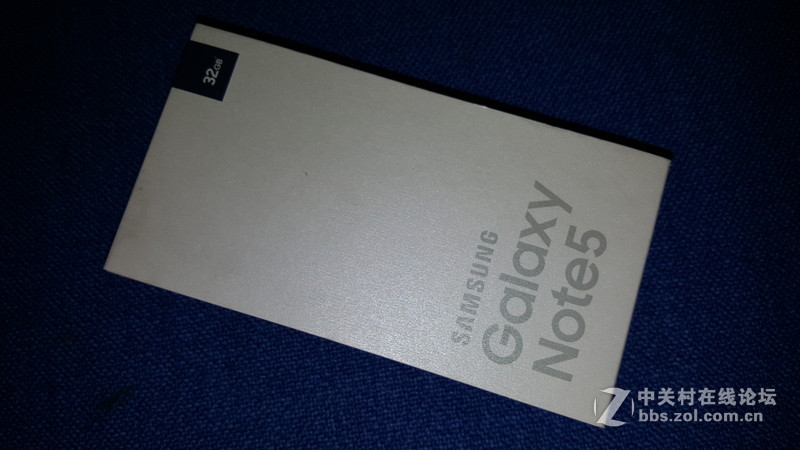 32GB
SAMSUNG
Galaxy
Note5
中关村在线论坛
bbs.zol.com.cn